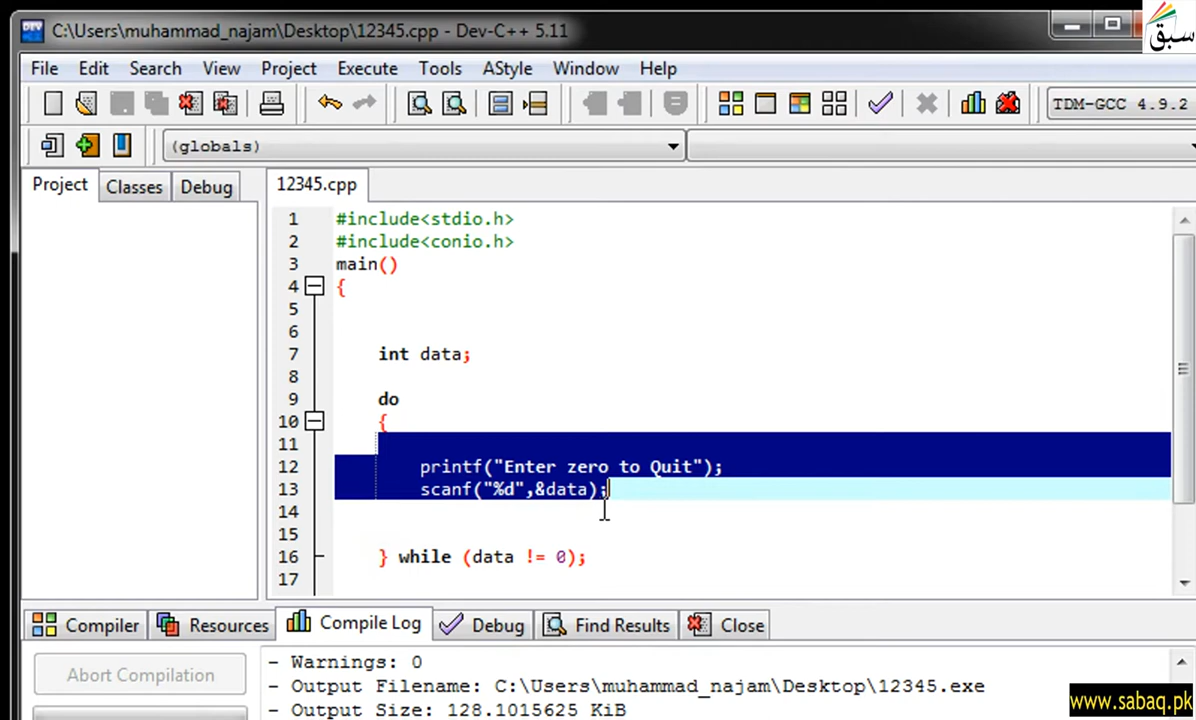 DEV C:\Users\muhammad_najam\Desktop\12345.cpp - Dev-C++ 5.11
سبق
File Edit Search View Project Execute Tools AStyle Window Help
TDM-GCC 4.9.2
(globals)
Project Classes Debug 12345.cpp
1 #include<stdio.h>
2 #include<conio.h>
3 main()
4 {
5
6
7 int data;
8
9 do
10 {
11
12 printf("Enter zero to Quit");
13 scanf("%d",&data);
14
15
16 } while (data != 0);
17
Compiler Resources Compile Log Debug Find Results Close
Abort Compilation
- Warnings: 0
- Output Filename: C:\Users\muhammad_najam\Desktop\12345.exe
- Output Size: 128.1015625 KiB
www.sabaq.pk